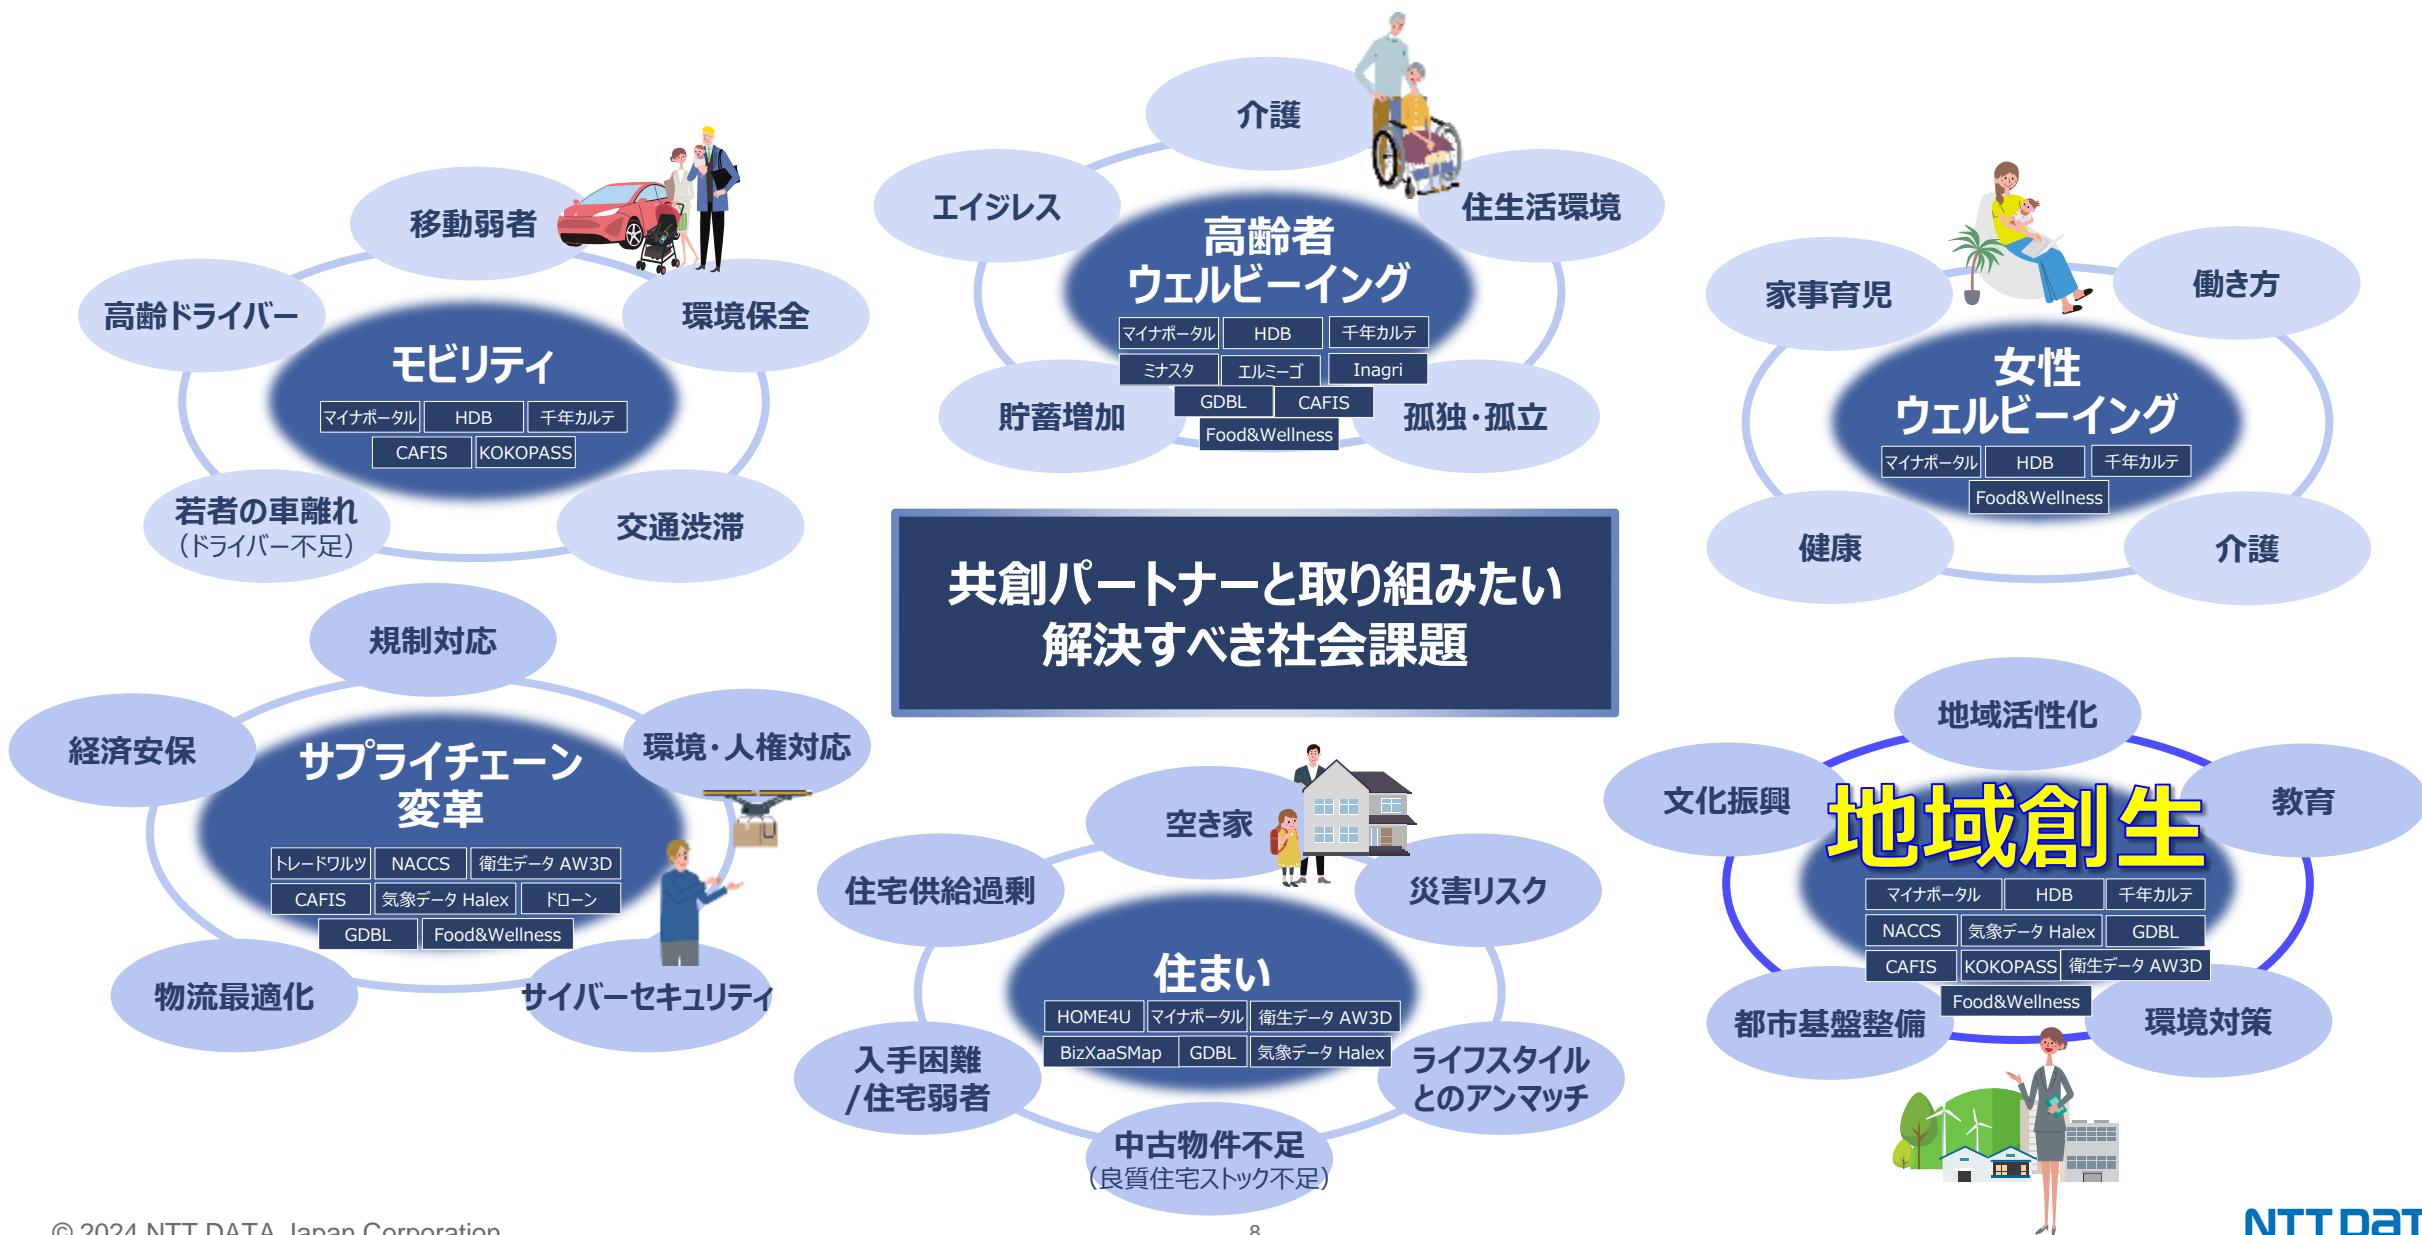 移動弱者
高齢ドライバー
環境保全
モビリティ
マイナポータル
HDB
千年カルテ
CAFIS
KOKOPASS
若者の車離れ
（ドライバー不足）
交通渋滞
介護
エイジレス
住生活環境
高齢者
ウェルビーイング
マイナポータル
HDB
千年カルテ
ミナスタ
エルミーゴ
Inagri
GDBL
CAFIS
Food&Wellness
貯蓄増加
孤独・孤立
家事育児
働き方
女性
ウェルビーイング
マイナポータル
HDB
千年カルテ
Food&Wellness
健康
介護
共創パートナーと取り組みたい
解決すべき社会課題
規制対応
経済安保
環境・人権対応
サプライチェーン
変革
トレードワルツ
NACCS
衛生データ AW3D
CAFIS
気象データ Halex
ドローン
GDBL
Food&Wellness
物流最適化
サイバーセキュリティ
空き家
住宅供給過剰
災害リスク
住まい
HOME4U
マイナポータル
衛生データ AW3D
BizXaaSMap
GDBL
気象データ Halex
入手困難
/住宅弱者
ライフスタイル
とのアンマッチ
中古物件不足
（良質住宅ストック不足）
地域活性化
文化振興
教育
地域創生
マイナポータル
HDB
千年カルテ
NACCS
気象データ Halex
GDBL
CAFIS
KOKOPASS
衛生データ AW3D
Food&Wellness
都市基盤整備
環境対策
© 2024 NTT DATA Japan Corporation
8
NTT DAT